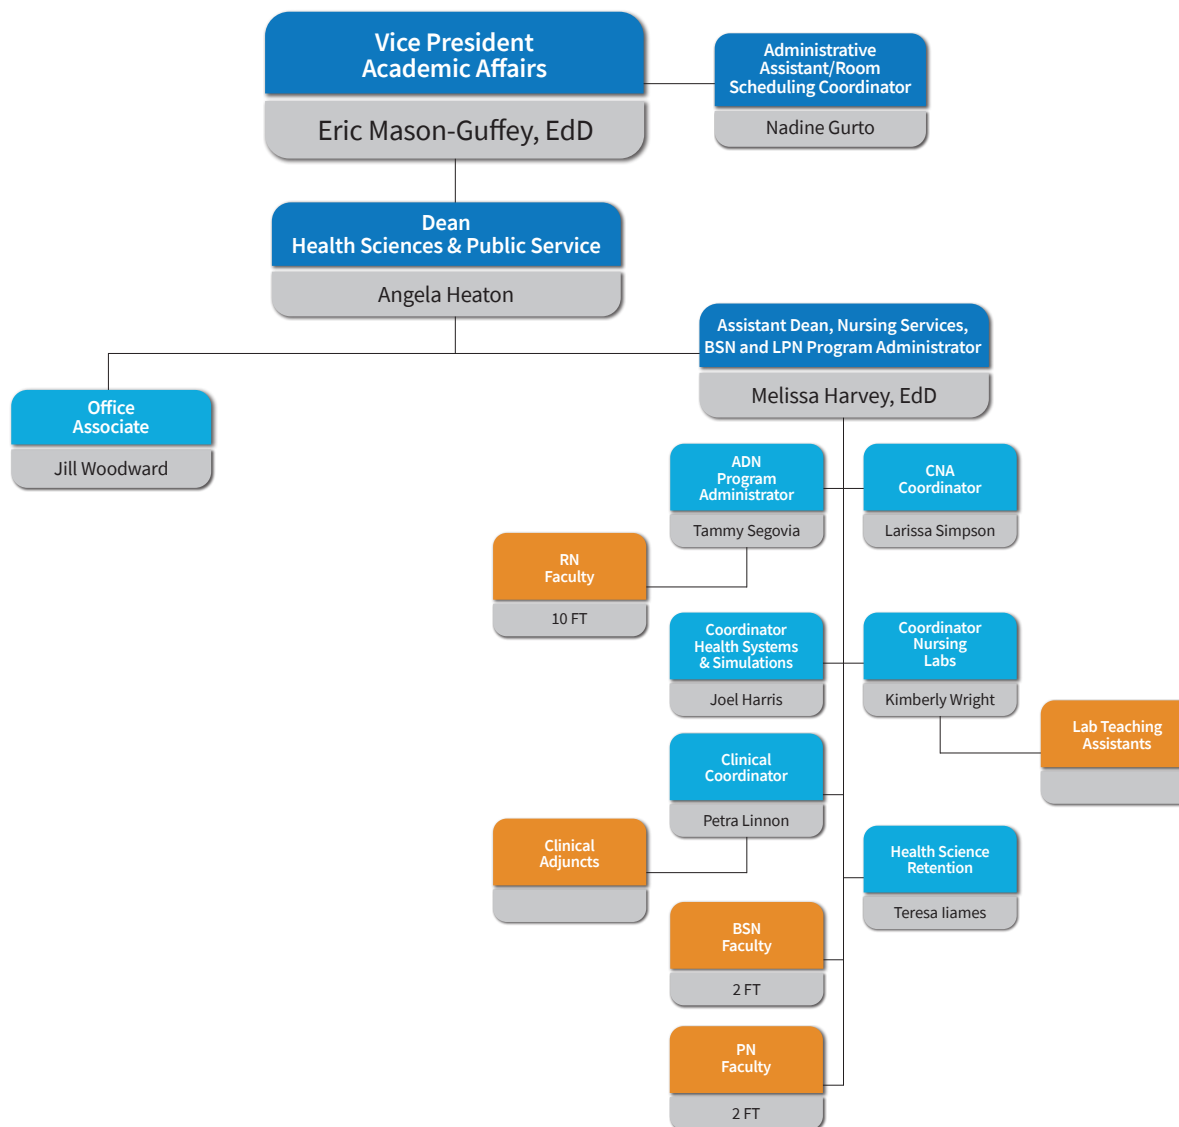 Vice President
Academic Affairs
Eric Mason-Guffey, EdD
Administrative
Assistant/Room
Scheduling Coordinator
Nadine Gurto
Dean
Health Sciences & Public Service
Angela Heaton
Assistant Dean, Nursing Services,
BSN and LPN Program Administrator
Melissa Harvey, EdD
Office
Associate
Jill Woodward
ADN
Program
Administrator
Tammy Segovia
CNA
Coordinator
Larissa Simpson
RN
Faculty
10 FT
Coordinator
Health Systems
& Simulations
Joel Harris
Coordinator
Nursing
Labs
Kimberly Wright
Lab Teaching
Assistants
Clinical
Coordinator
Petra Linnon
Clinical
Adjuncts
Health Science
Retention
Teresa Iiames
BSN
Faculty
2 FT
PN
Faculty
2 FT